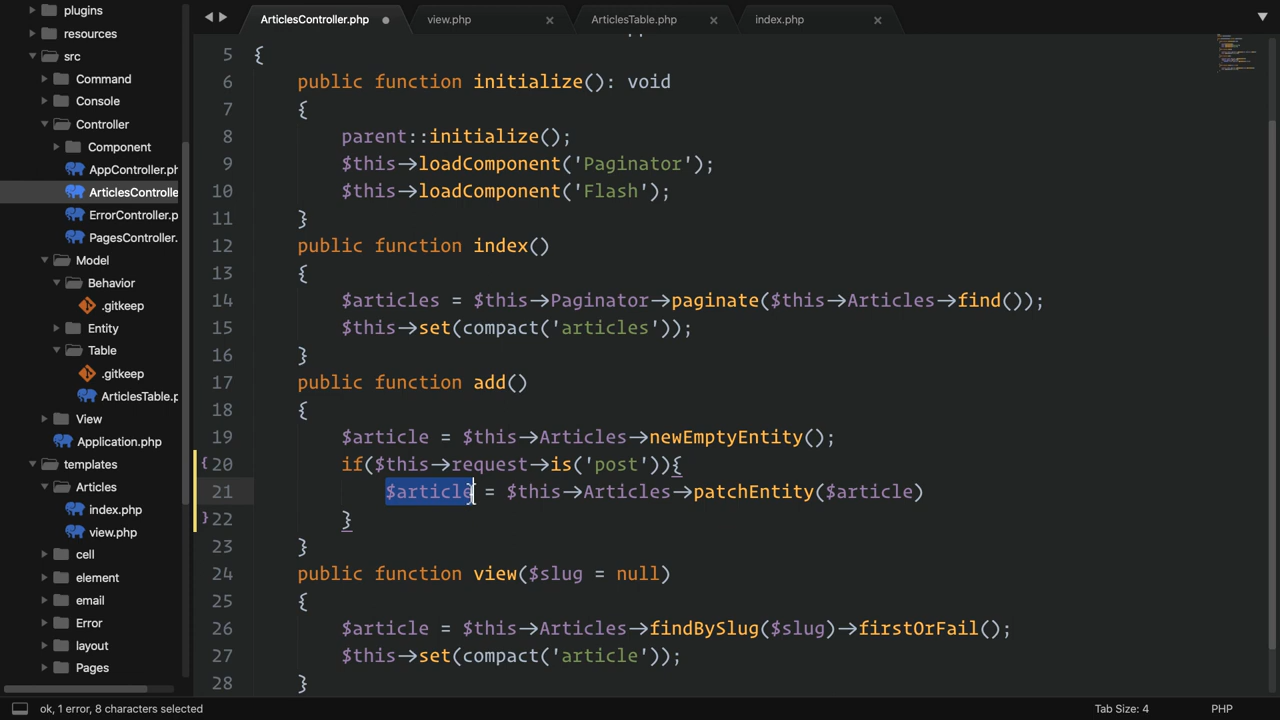 plugins
resources
src
Command
Console
Controller
Component
AppController.ph
ArticlesControlle
ErrorController.p
PagesController.
Model
Behavior
.gitkeep
Entity
Table
.gitkeep
ArticlesTable.p
View
Application.php
templates
Articles
index.php
view.php
cell
element
email
Error
layout
Pages
ArticlesController.php
view.php
ArticlesTable.php
index.php
5 {
6 public function initialize(): void
7 {
8 parent::initialize();
9 $this->loadComponent('Paginator');
10 $this->loadComponent('Flash');
11 }
12 public function index()
13 {
14 $articles = $this->Paginator->paginate($this->Articles->find());
15 $this->set(compact('articles'));
16 }
17 public function add()
18 {
19 $article = $this->Articles->newEmptyEntity();
{ 20 if($this->request->is('post')){
21 $article = $this->Articles->patchEntity($article)
} 22 }
23 }
24 public function view($slug = null)
25 {
26 $article = $this->Articles->findBySlug($slug)->firstOrFail();
27 $this->set(compact('article'));
28 }
ok, 1 error, 8 characters selected
Tab Size: 4
PHP